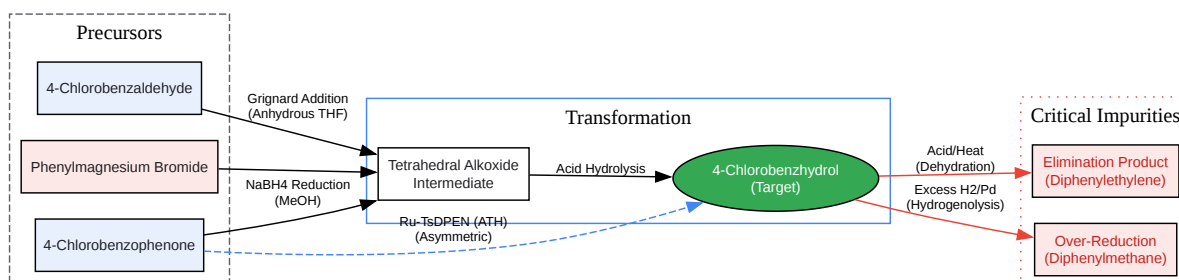 Precursors
4-Chlorobenzaldehyde
Phenylmagnesium Bromide
4-Chlorobenzophenone
Grignard Addition
(Anhydrous THF)
NaBH4 Reduction
(MeOH)
Ru-TsDPEN (ATH)
(Asymmetric)
Transformation
Tetrahedral Alkoxide
Intermediate
Acid Hydrolysis
4-Chlorobenzhydrol
(Target)
Acid/Heat
(Dehydration)
Excess H2/Pd
(Hydrogenolysis)
Critical Impurities
Elimination Product
(Diphenylethylene)
Over-Reduction
(Diphenylmethane)